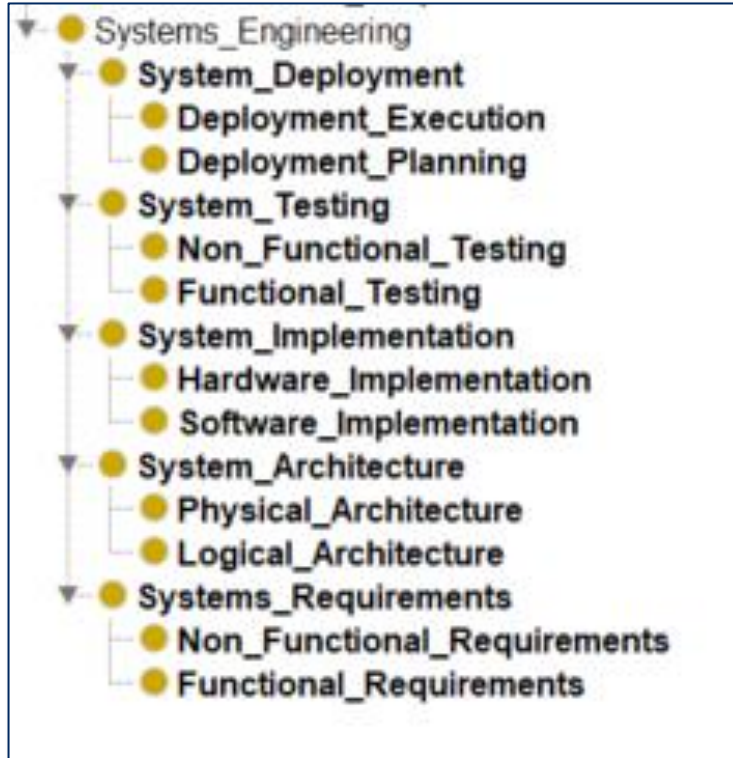 Systems_Engineering
System_Deployment
Deployment_Execution
Deployment_Planning
System_Testing
Non_Functional_Testing
Functional_Testing
System_Implementation
Hardware_Implementation
Software_Implementation
System_Architecture
Physical_Architecture
Logical_Architecture
Systems_Requirements
Non_Functional_Requirements
Functional_Requirements